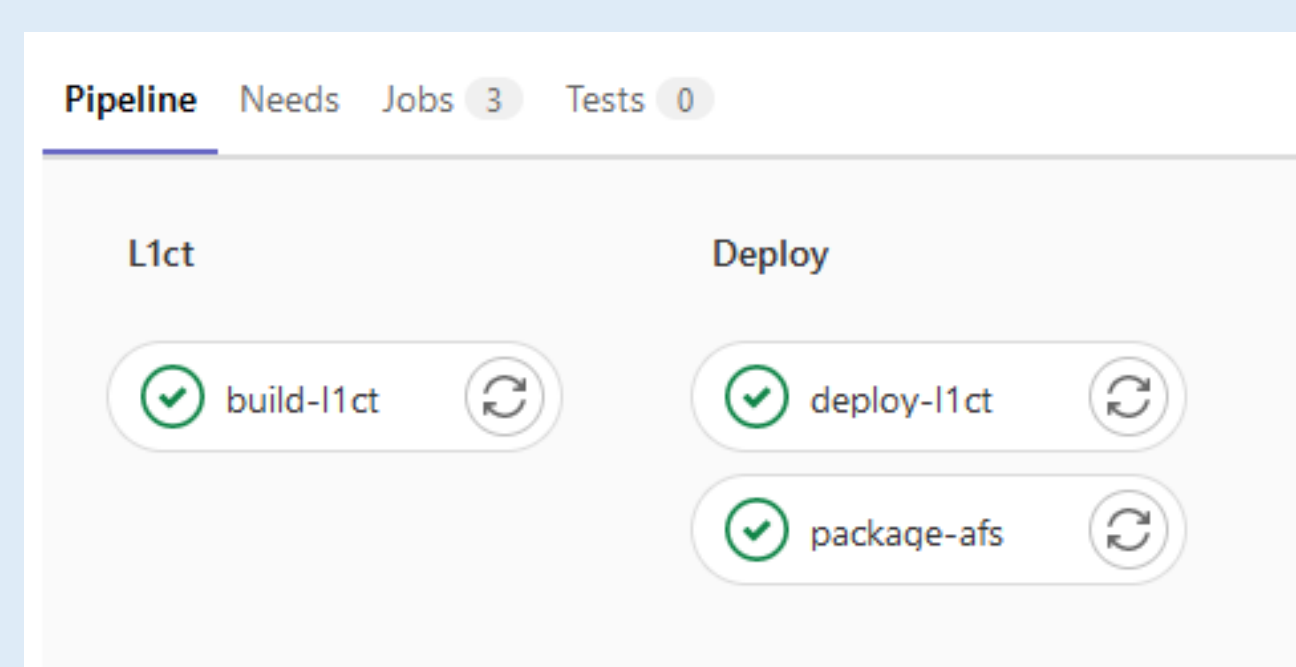 Pipeline Needs Jobs 3 Tests 0
L1ct Deploy
build-l1ct deploy-l1ct
package-afs